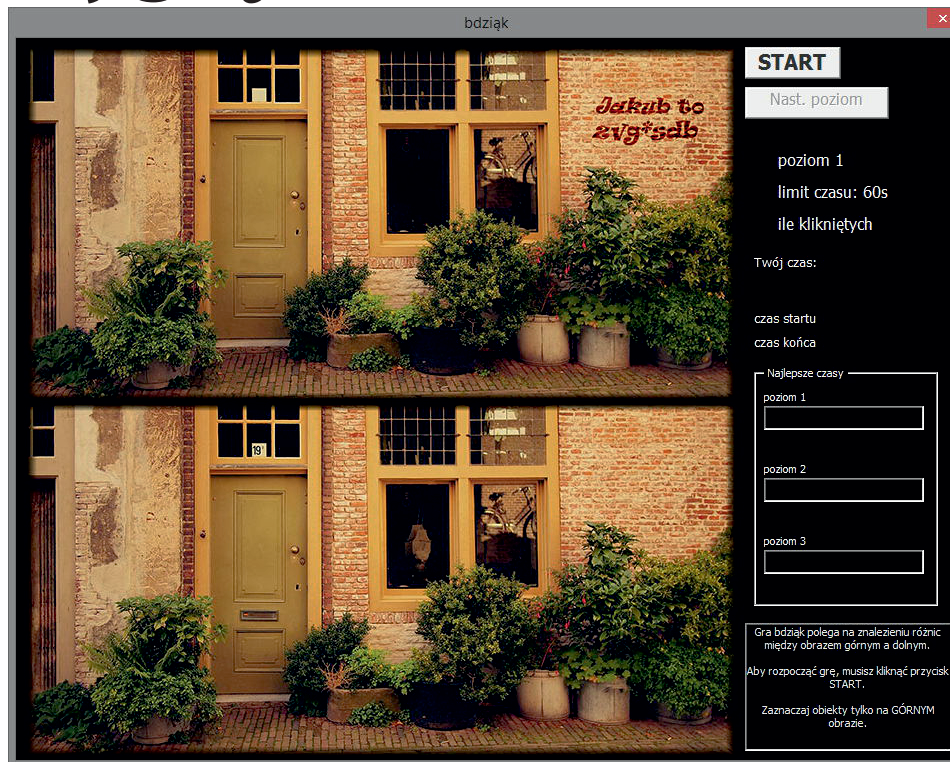 bdziąk
START
Nast. poziom
Jakub to
zvg*sdb
poziom 1
limit czasu: 60s
ile klikniętych
Twój czas:
czas startu
czas końca
Najlepsze czasy
poziom 1
poziom 2
poziom 3
19
Gra bdziąk polega na znalezieniu różnic
między obrazem górnym a dolnym.
Aby rozpocząć grę, musisz kliknąć przycisk
START.
Zaznaczaj obiekty tylko na GÓRNYM
obrazie.